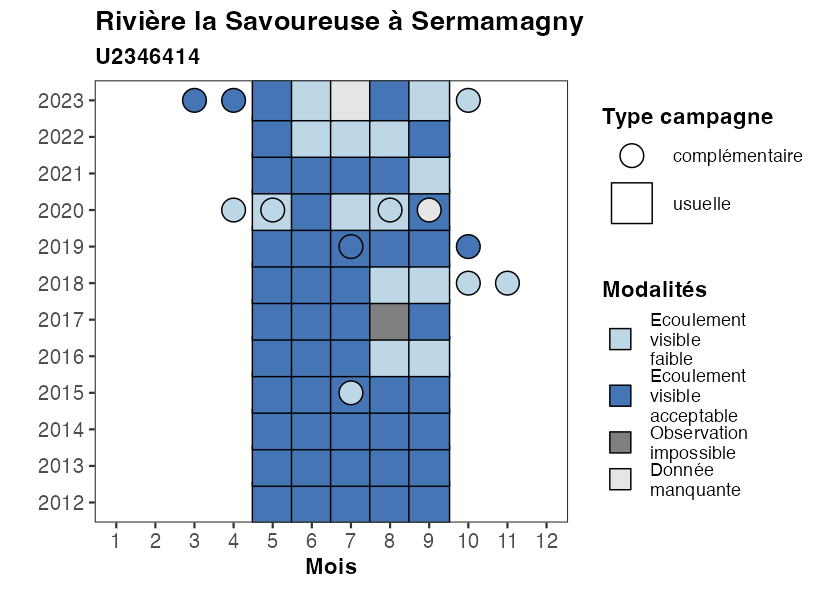 Rivière la Savoureuse à Sermamagny
U2346414
2023
2022
2021
2020
2019
2018
2017
2016
2015
2014
2013
2012
1 2 3 4 5 6 7 8 9 10 11 12
Mois
Type campagne
complémentaire
usuelle
Modalités
Ecoulement
visible
faible
Ecoulement
visible
acceptable
Observation
impossible
Donnée
manquante